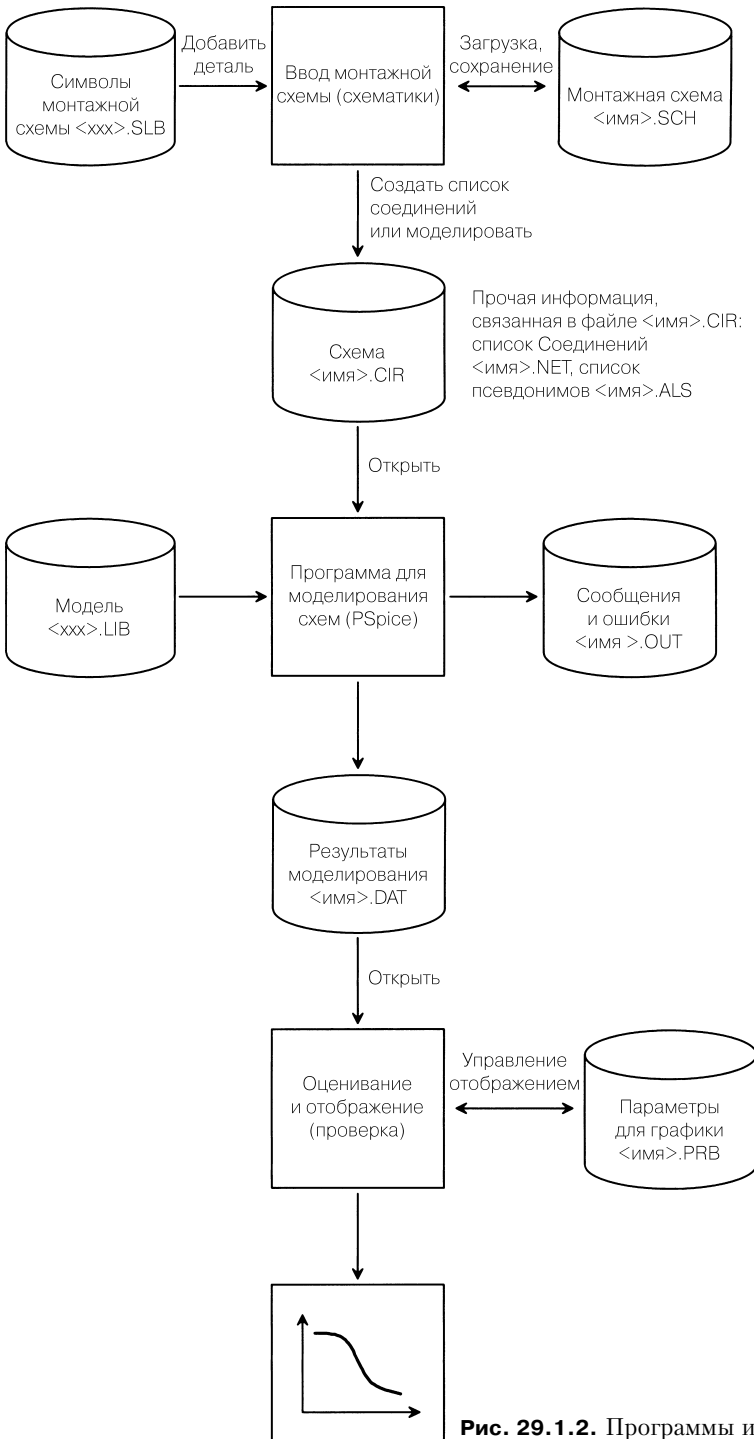 Символы
монтажной
схемы <xxx>.SLB
Добавить
деталь
Ввод монтажной
схемы (схематики)
Загрузка,
сохранение
Монтажная схема
<имя>.SCH
Создать список
соединений
или моделировать
Схема
<имя>.CIR
Прочая информация,
связанная в файле <имя>.CIR:
список Соединений
<имя>.NET, список
псевдонимов <имя>.ALS
Открыть
Модель
<xxx>.LIB
Программа для
моделирования
схем (PSpice)
Сообщения
и ошибки
<имя >.OUT
Результаты
моделирования
<имя>.DAT
Открыть
Оценивание
и отображение
(проверка)
Управление
отображением
Параметры
для графики
<имя>.PRB
Рис. 29.1.2. Программы и